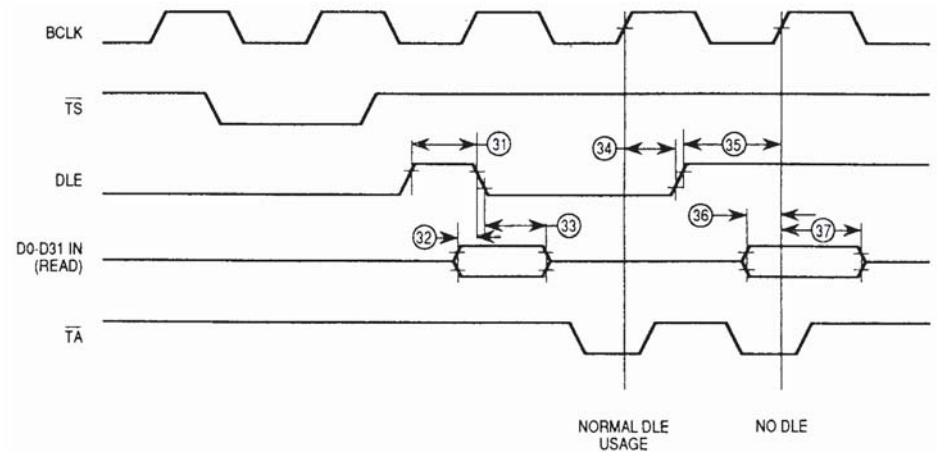 BCLK
TS
31
34
35
DLE
32
33
36
37
D0-D31 IN
(READ)
TA
NORMAL DLE
USAGE
NO DLE